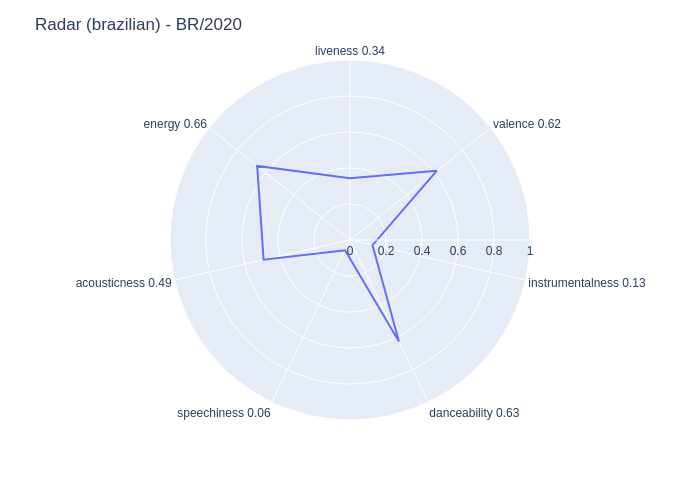 Radar (brazilian) - BR/2020
liveness 0.34
energy 0.66
valence 0.62
0 0.2 0.4 0.6 0.8 1
acousticness 0.49
instrumentalness 0.13
speechiness 0.06
danceability 0.63